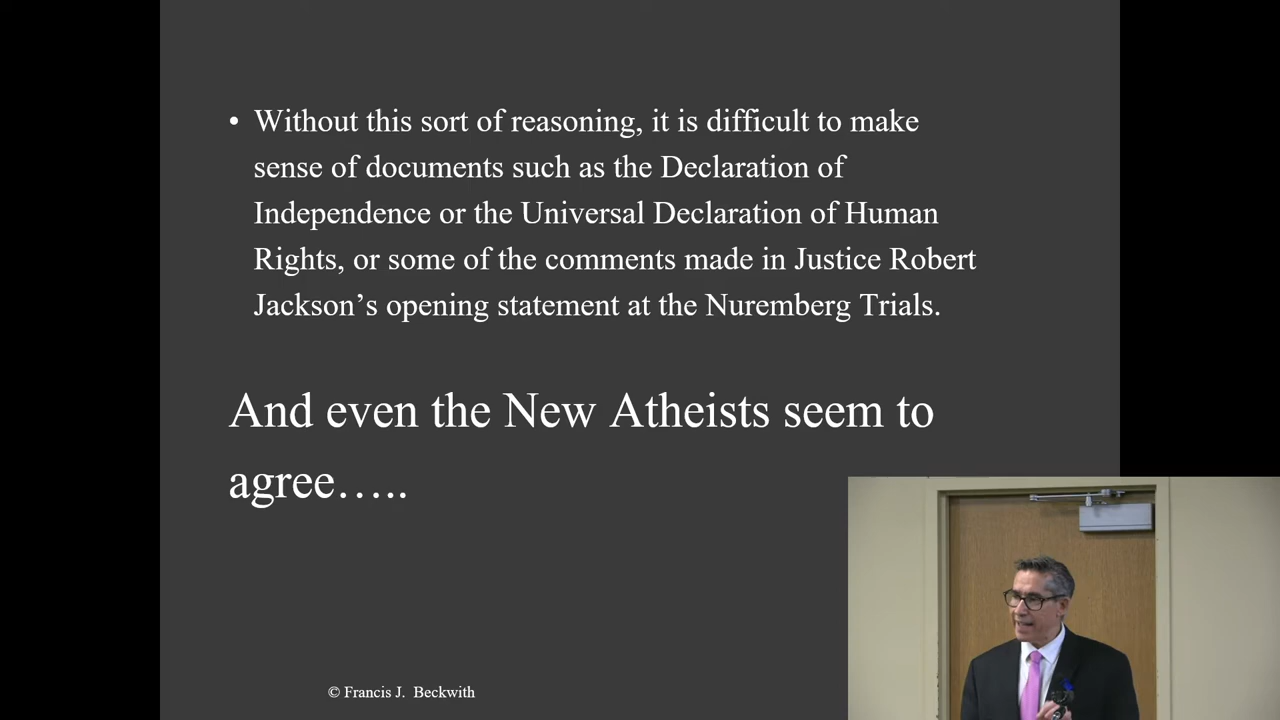 • Without this sort of reasoning, it is difficult to make
sense of documents such as the Declaration of
Independence or the Universal Declaration of Human
Rights, or some of the comments made in Justice Robert
Jackson’s opening statement at the Nuremberg Trials.
And even the New Atheists seem to
agree…..
© Francis J. Beckwith